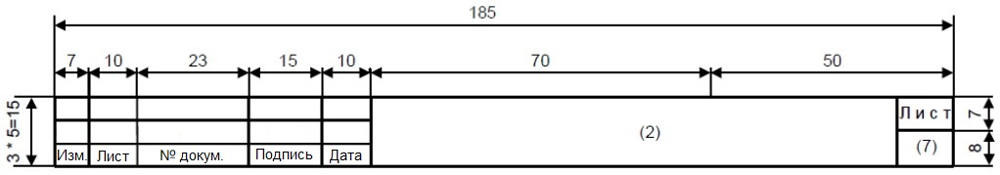 185
7 10 23 15 10 70 50
3 * 5=15
Лист 7
(2)
(7) 8
Изм. Лист № докум. Подпись Дата